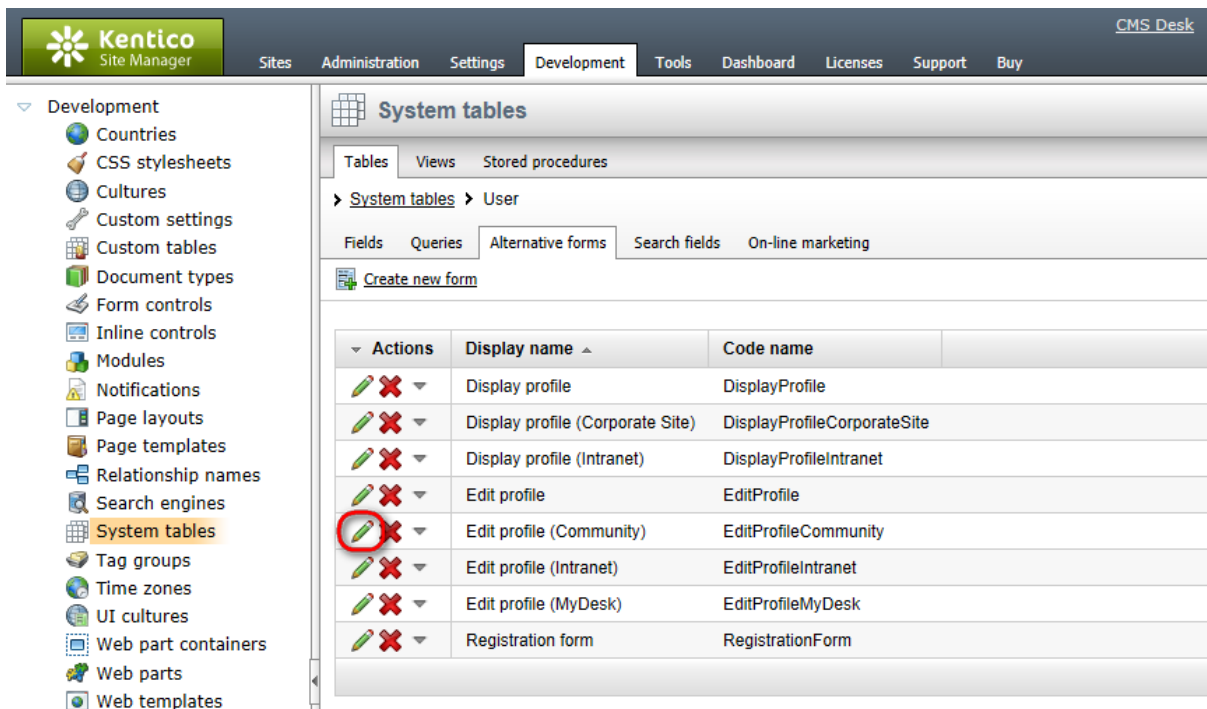 CMS Desk
Kentico
Site Manager
Sites Administration Settings Development Tools Dashboard Licenses Support Buy
Development
Countries
CSS stylesheets
Cultures
Custom settings
Custom tables
Document types
Form controls
Inline controls
Modules
Notifications
Page layouts
Page templates
Relationship names
Search engines
System tables
Tag groups
Time zones
UI cultures
Web part containers
Web parts
Web templates
System tables
Tables Views Stored procedures
System tables User
Fields Queries Alternative forms Search fields On-line marketing
Create new form
Actions Display name Code name
Display profile DisplayProfile
Display profile (Corporate Site) DisplayProfileCorporateSite
Display profile (Intranet) DisplayProfileIntranet
Edit profile EditProfile
Edit profile (Community) EditProfileCommunity
Edit profile (Intranet) EditProfileIntranet
Edit profile (MyDesk) EditProfileMyDesk
Registration form RegistrationForm